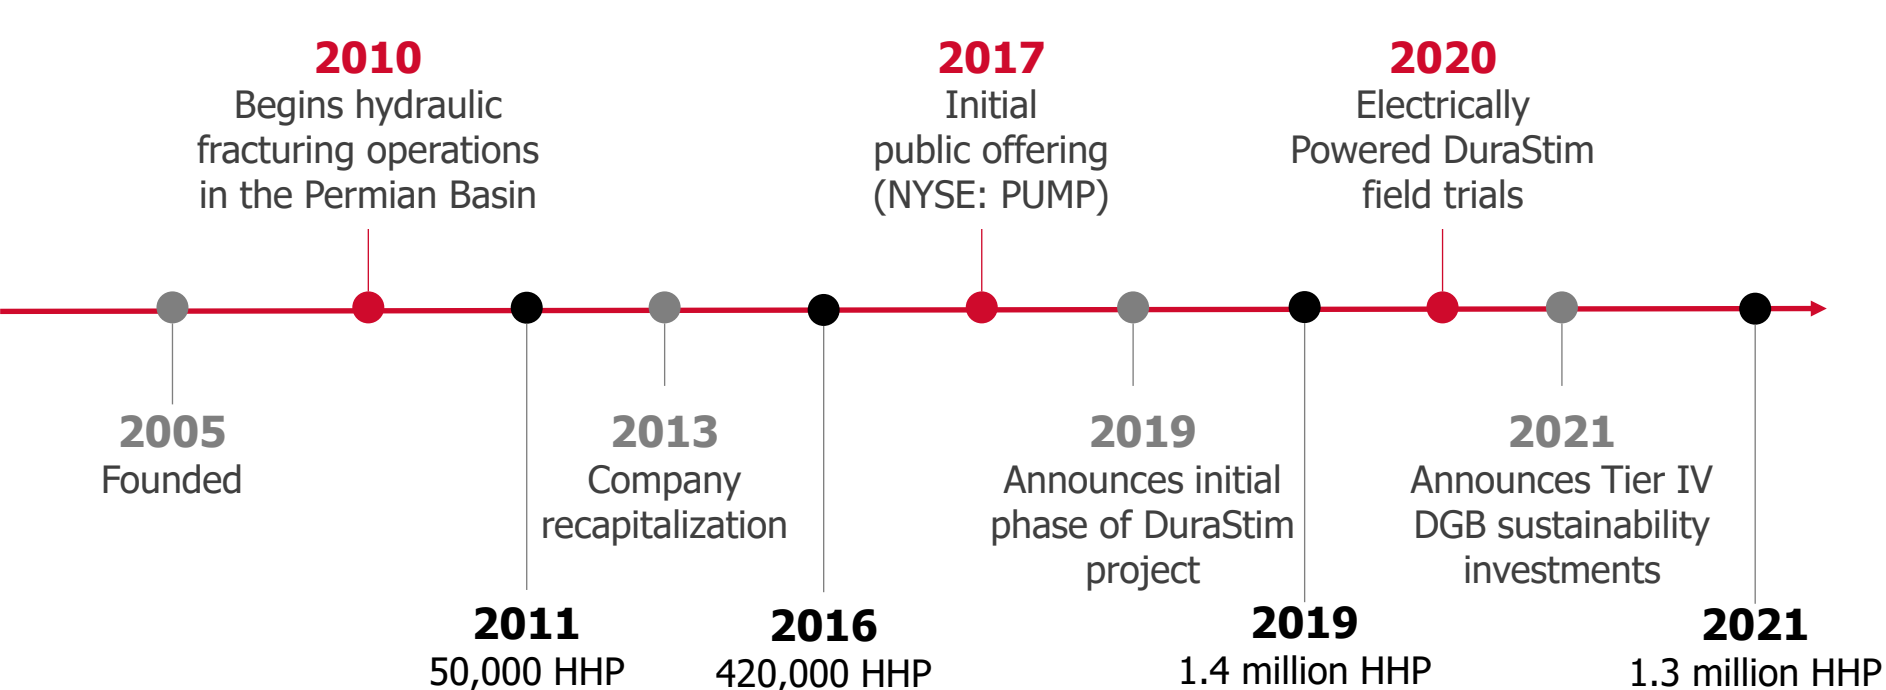 2010
Begins hydraulic
fracturing operations
in the Permian Basin
2017
Initial
public offering
(NYSE: PUMP)
2020
Electrically
Powered DuraStim
field trials
2005
Founded
2013
Company
recapitalization
2019
Announces initial
phase of DuraStim
project
2021
Announces Tier IV
DGB sustainability
investments
2011
50,000 HHP
2016
420,000 HHP
2019
1.4 million HHP
2021
1.3 million HHP